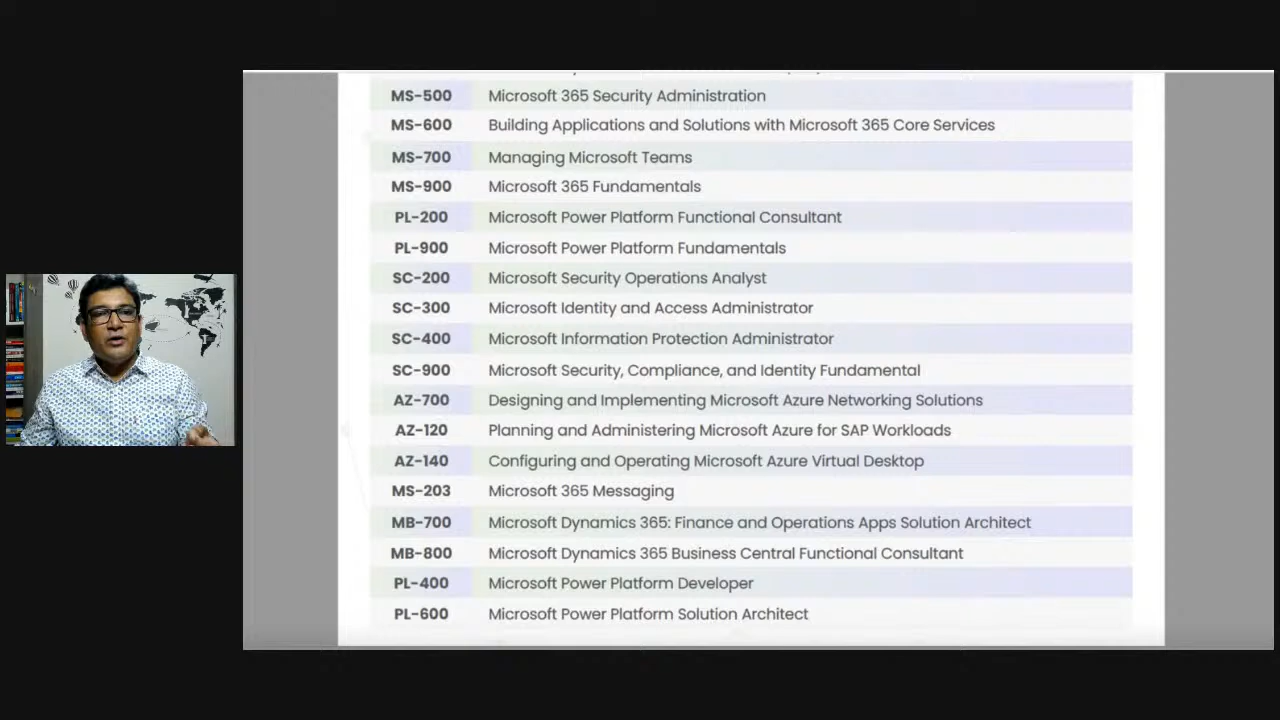 MS-500 Microsoft 365 Security Administration
MS-600 Building Applications and Solutions with Microsoft 365 Core Services
MS-700 Managing Microsoft Teams
MS-900 Microsoft 365 Fundamentals
PL-200 Microsoft Power Platform Functional Consultant
PL-900 Microsoft Power Platform Fundamentals
SC-200 Microsoft Security Operations Analyst
SC-300 Microsoft Identity and Access Administrator
SC-400 Microsoft Information Protection Administrator
SC-900 Microsoft Security, Compliance, and Identity Fundamental
AZ-700 Designing and Implementing Microsoft Azure Networking Solutions
AZ-120 Planning and Administering Microsoft Azure for SAP Workloads
AZ-140 Configuring and Operating Microsoft Azure Virtual Desktop
MS-203 Microsoft 365 Messaging
MB-700 Microsoft Dynamics 365: Finance and Operations Apps Solution Architect
MB-800 Microsoft Dynamics 365 Business Central Functional Consultant
PL-400 Microsoft Power Platform Developer
PL-600 Microsoft Power Platform Solution Architect